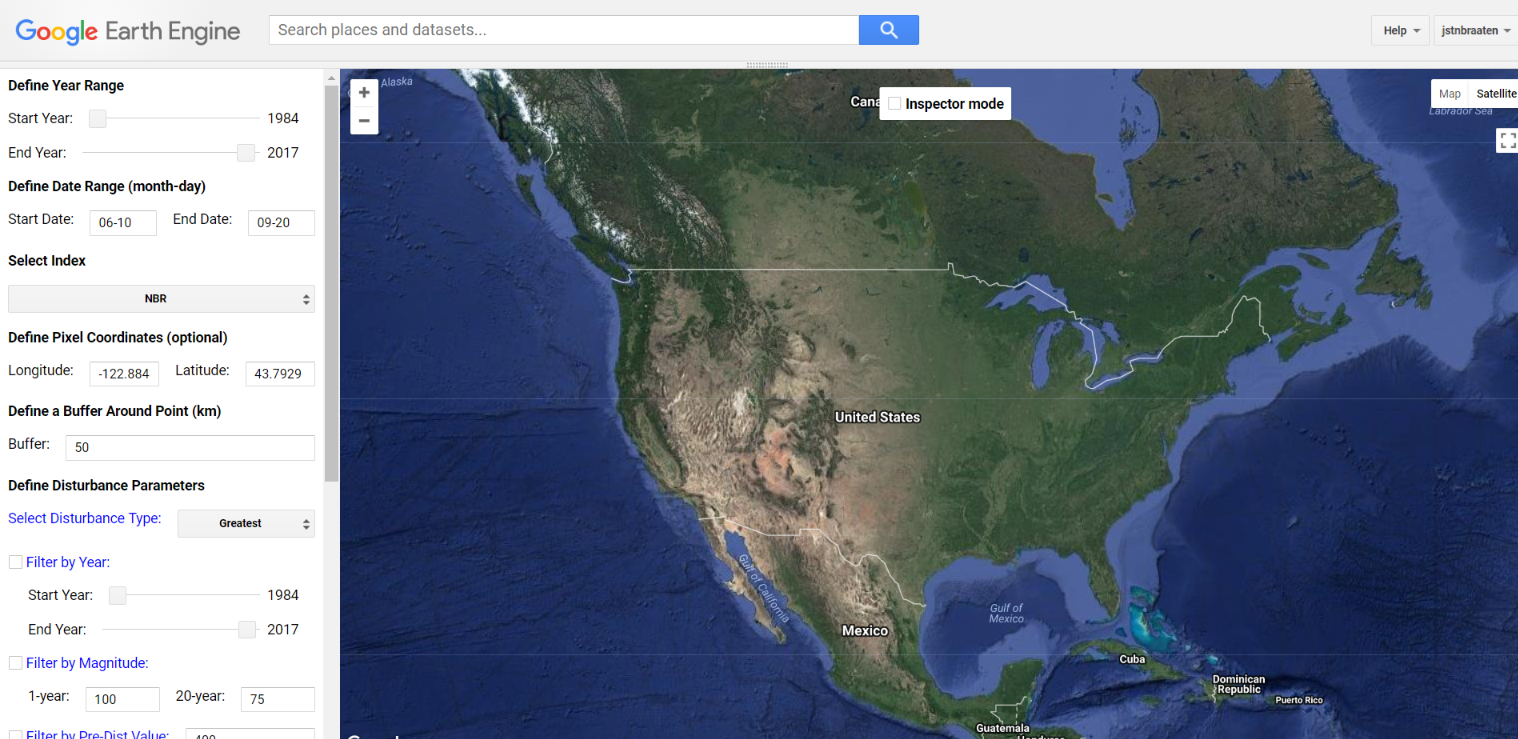 Google Earth Engine
Search places and datasets...
Help
jstnbraaten
Define Year Range
Start Year: 1984
End Year: 2017
Define Date Range (month-day)
Start Date: 06-10 End Date: 09-20
Select Index
NBR
Define Pixel Coordinates (optional)
Longitude: -122.884 Latitude: 43.7929
Define a Buffer Around Point (km)
Buffer: 50
Define Disturbance Parameters
Select Disturbance Type: Greatest
Filter by Year:
Start Year: 1984
End Year: 2017
Filter by Magnitude:
1-year: 100 20-year: 75
Filter by Pre-Dist Value: 400
+
−
Alaska
Cana
Inspector mode
Map Satellite
Labrador Sea
United States
Gulf of California
Gulf of
Mexico
Mexico
Cuba
Dominican
Republic
Puerto Rico
Guatemala